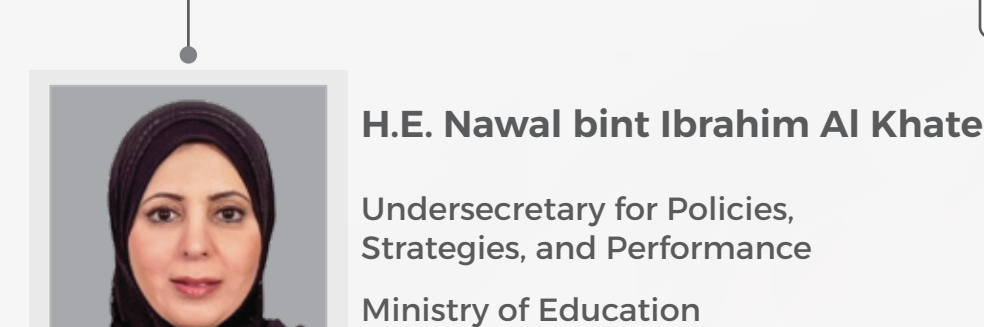 H.E. Nawal bint Ibrahim Al Khate
Undersecretary for Policies,
Strategies, and Performance
Ministry of Education